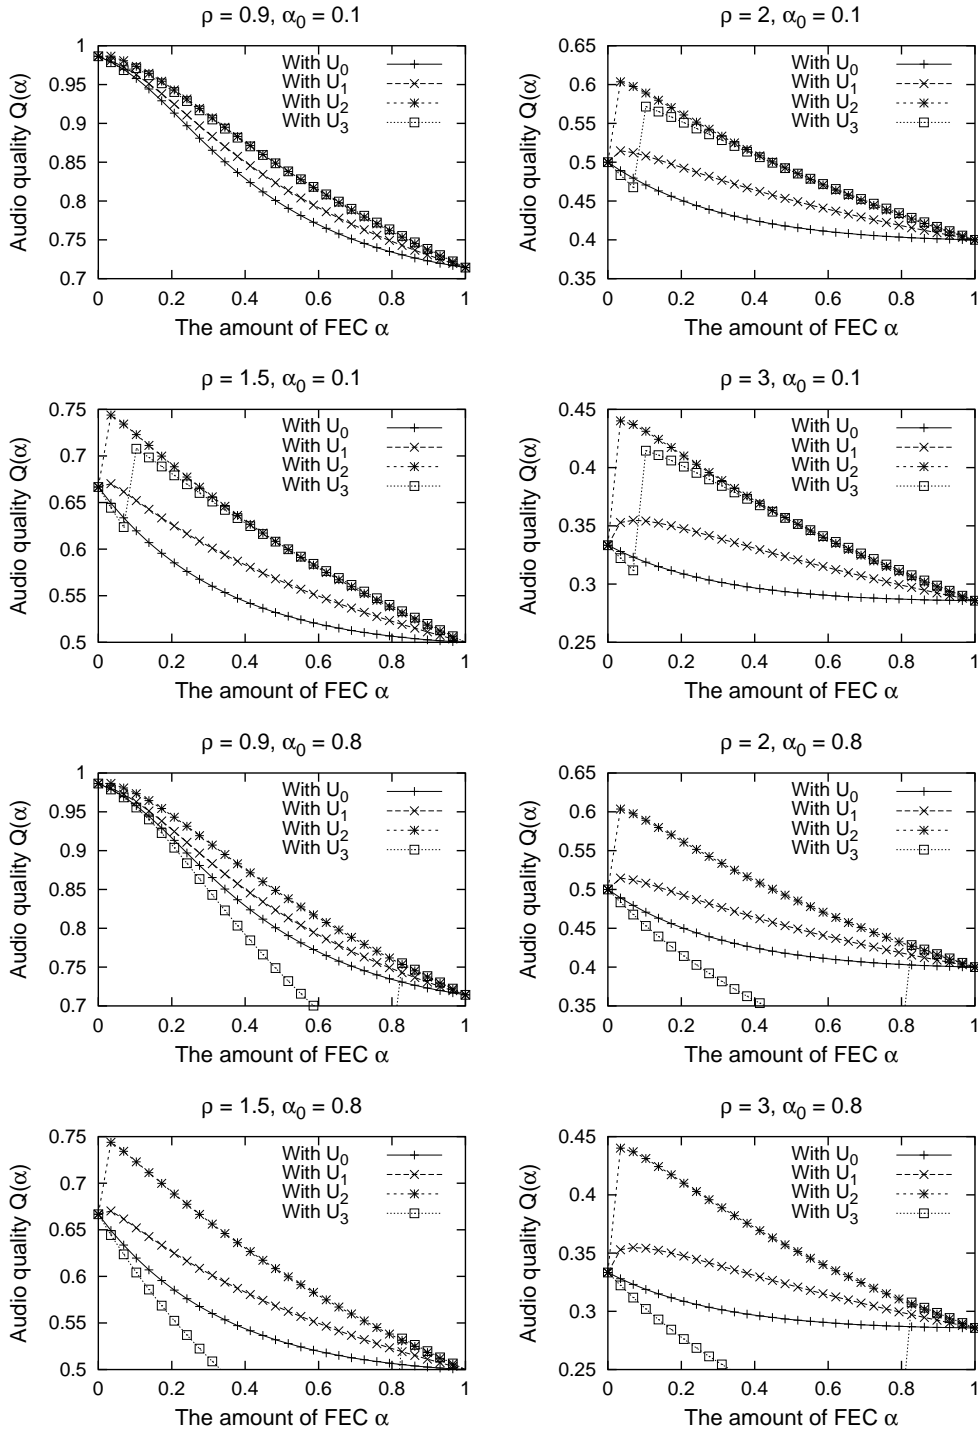 ρ = 0.9, α0 = 0.1
Audio quality Q(α)
1
0.95
0.9
0.85
0.8
0.75
0.7
With U0
With U1
With U2
With U3
0 0.2 0.4 0.6 0.8 1
The amount of FEC α
ρ = 2, α0 = 0.1
Audio quality Q(α)
0.65
0.6
0.55
0.5
0.45
0.4
0.35
With U0
With U1
With U2
With U3
0 0.2 0.4 0.6 0.8 1
The amount of FEC α
ρ = 1.5, α0 = 0.1
Audio quality Q(α)
0.75
0.7
0.65
0.6
0.55
0.5
With U0
With U1
With U2
With U3
0 0.2 0.4 0.6 0.8 1
The amount of FEC α
ρ = 3, α0 = 0.1
Audio quality Q(α)
0.45
0.4
0.35
0.3
0.25
With U0
With U1
With U2
With U3
0 0.2 0.4 0.6 0.8 1
The amount of FEC α
ρ = 0.9, α0 = 0.8
Audio quality Q(α)
1
0.95
0.9
0.85
0.8
0.75
0.7
With U0
With U1
With U2
With U3
0 0.2 0.4 0.6 0.8 1
The amount of FEC α
ρ = 2, α0 = 0.8
Audio quality Q(α)
0.65
0.6
0.55
0.5
0.45
0.4
0.35
With U0
With U1
With U2
With U3
0 0.2 0.4 0.6 0.8 1
The amount of FEC α
ρ = 1.5, α0 = 0.8
Audio quality Q(α)
0.75
0.7
0.65
0.6
0.55
0.5
With U0
With U1
With U2
With U3
0 0.2 0.4 0.6 0.8 1
The amount of FEC α
ρ = 3, α0 = 0.8
Audio quality Q(α)
0.45
0.4
0.35
0.3
0.25
With U0
With U1
With U2
With U3
0 0.2 0.4 0.6 0.8 1
The amount of FEC α